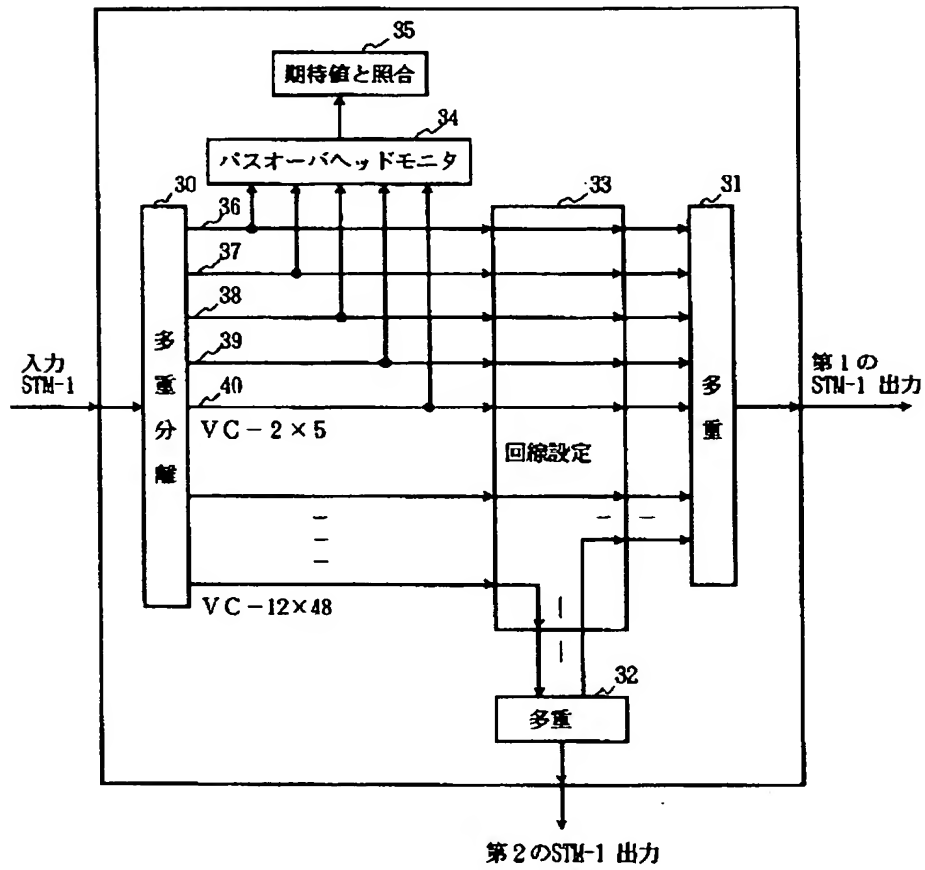 35
期待値と照合
34
パスオーバヘッドモニタ
30
36
33
31
37
38
39
40
入力
STM-1
多重分離
VC-2×5
回線設定
多重
第1の
STM-1 出力
VC-12×48
32
多重
第2のSTM-1 出力